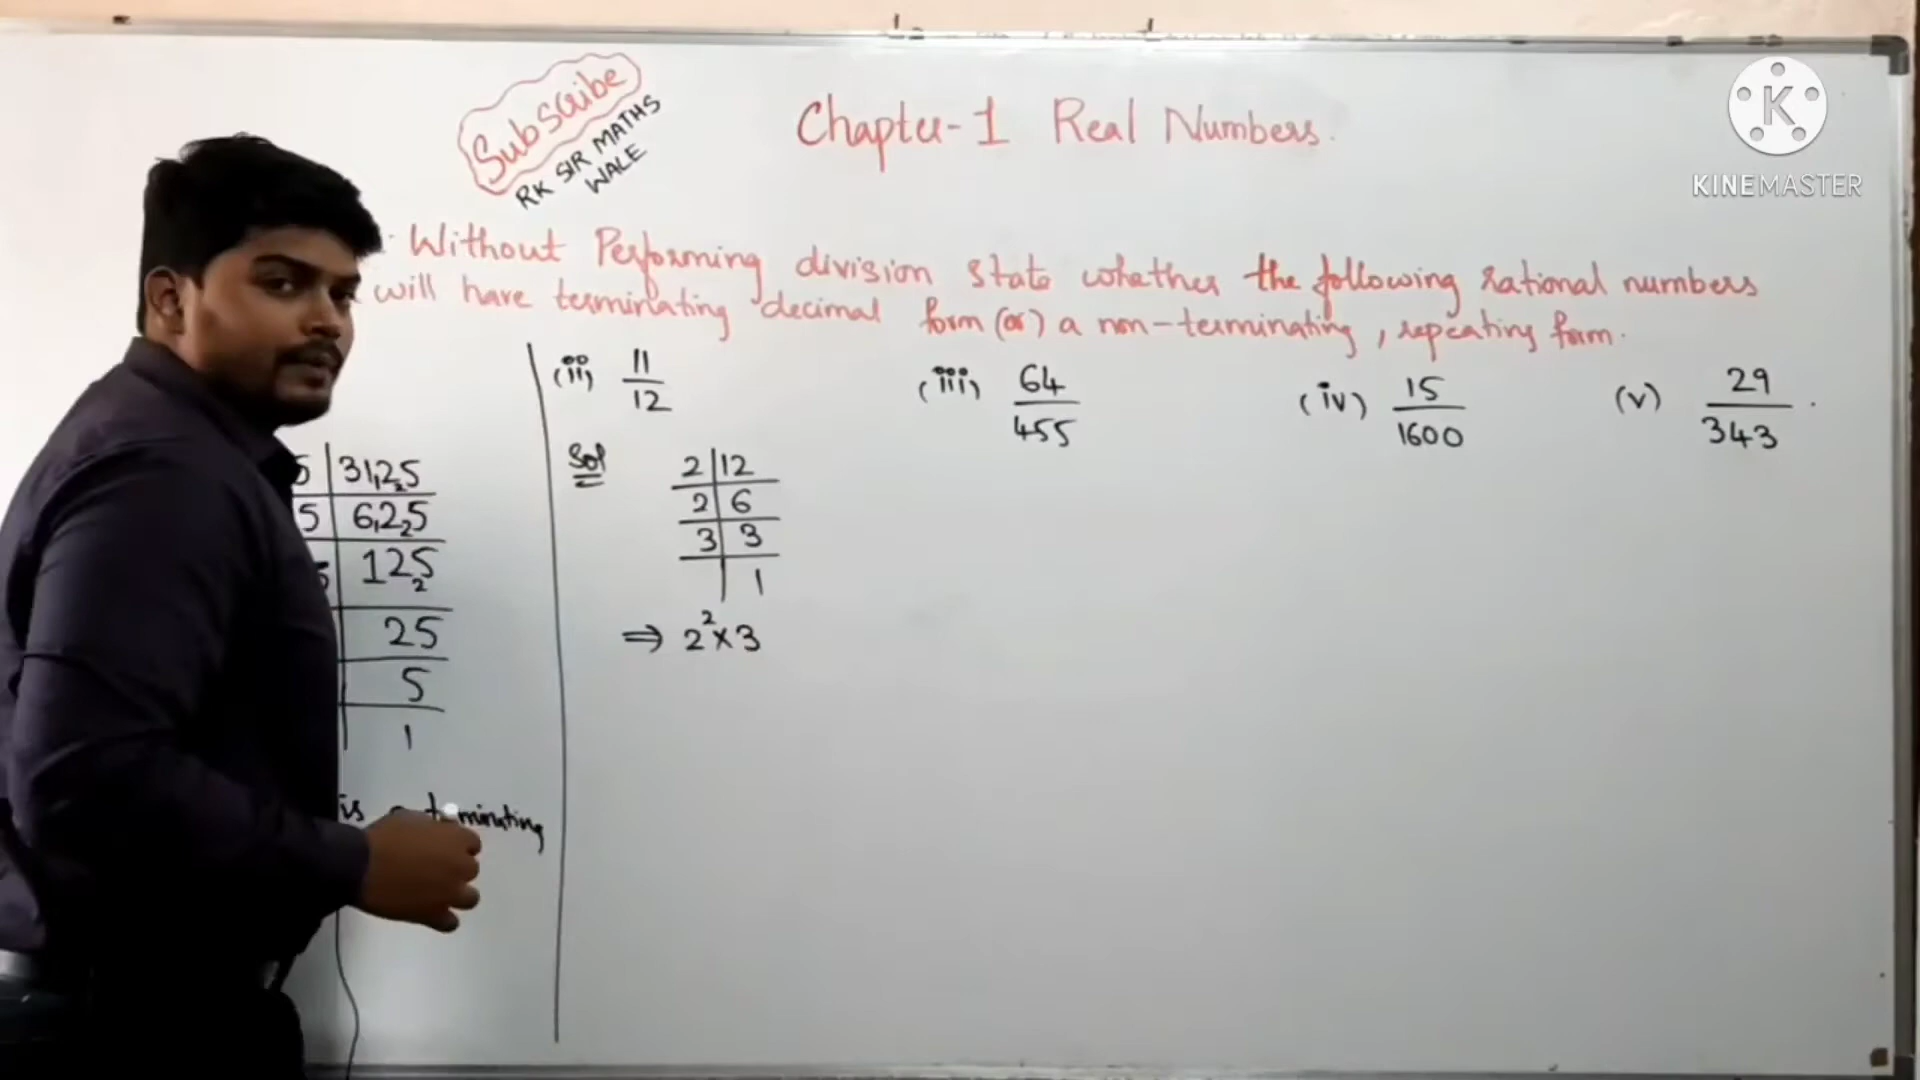 Subscribe
RK SIR MATHS
WALE
Chapter-1 Real Numbers.
KINEMASTER
Without Performing division state whether the following rational numbers
will have terminating decimal form (or) a non-terminating, repeating form.
(ii) 11/12
(iii) 64/455
(iv) 15/1600
(v) 29/343.
5 | 3125
5 | 625
5 | 125
25
5
1
is
Sol
2 | 12
2 | 6
3 | 3
1
⇒ 2² × 3